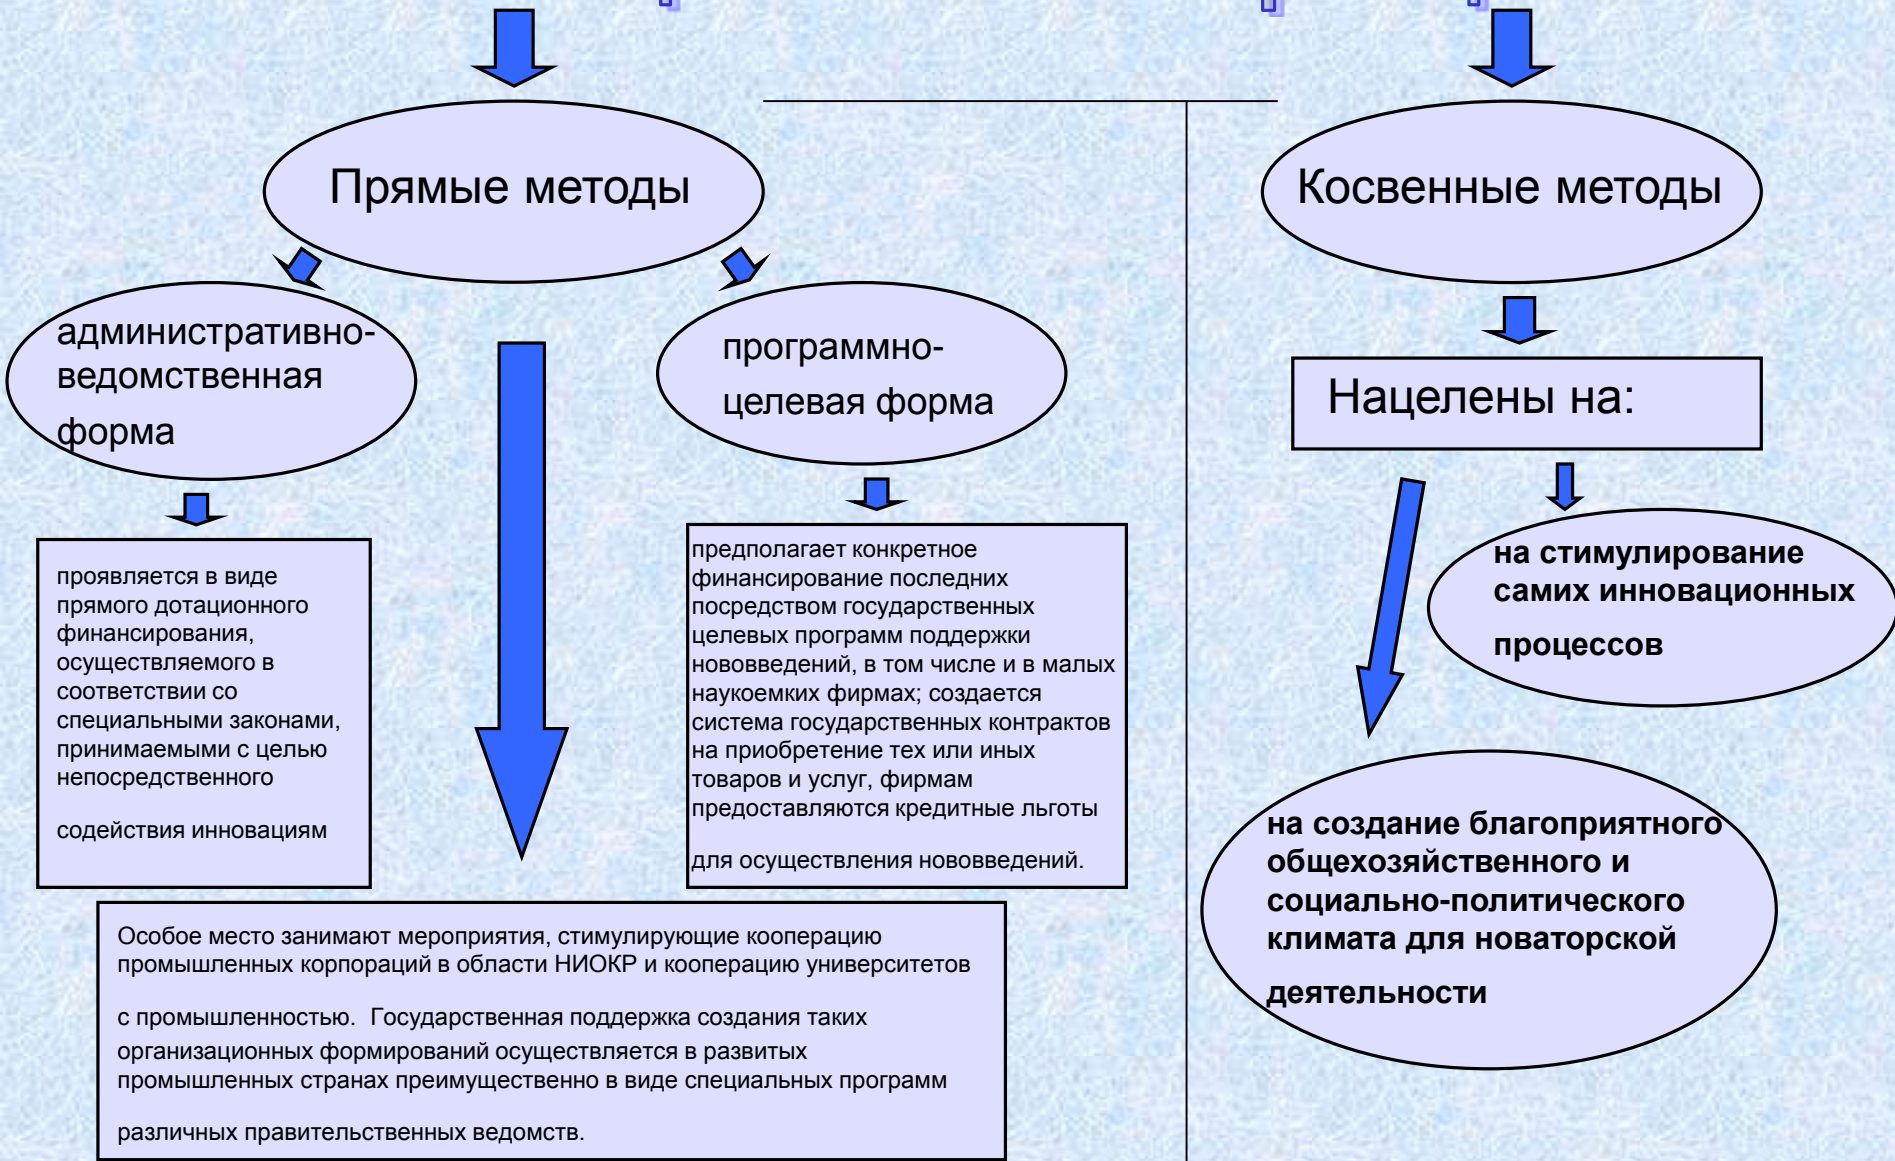 Прямые методы
административно-
ведомственная
форма
программно-
целевая форма
проявляется в виде
прямого дотационного
финансирования,
осуществляемого в
соответствии со
специальными законами,
принимаемыми с целью
непосредственного
содействия инновациям
предполагает конкретное
финансирование последних
посредством государственных
целевых программ поддержки
нововведений, в том числе и в малых
наукоемких фирмах; создается
система государственных контрактов
на приобретение тех или иных
товаров и услуг, фирмам
предоставляются кредитные льготы
для осуществления нововведений.
Особое место занимают мероприятия, стимулирующие кооперацию
промышленных корпораций в области НИОКР и кооперацию университетов
с промышленностью.  Государственная поддержка создания таких
организационных формирований осуществляется в развитых
промышленных странах преимущественно в виде специальных программ
различных правительственных ведомств.
Косвенные методы
Нацелены на:
на стимулирование
самих инновационных
процессов
на создание благоприятного
общехозяйственного и
социально-политического
климата для новаторской
деятельности